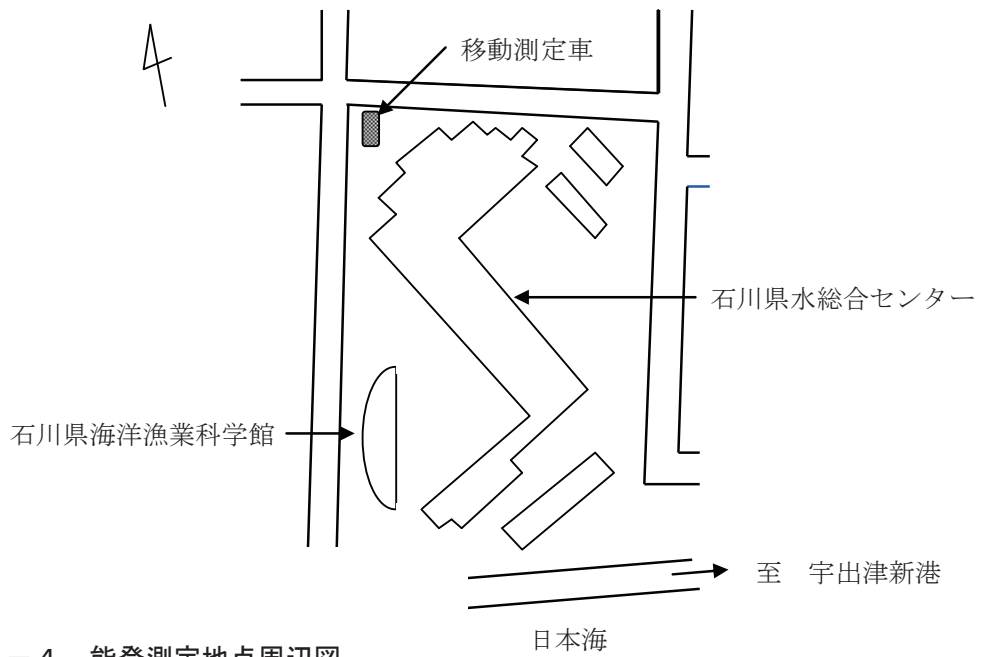 移動測定車
石川県水総合センター
石川県海洋漁業科学館
至 宇出津新港
日本海